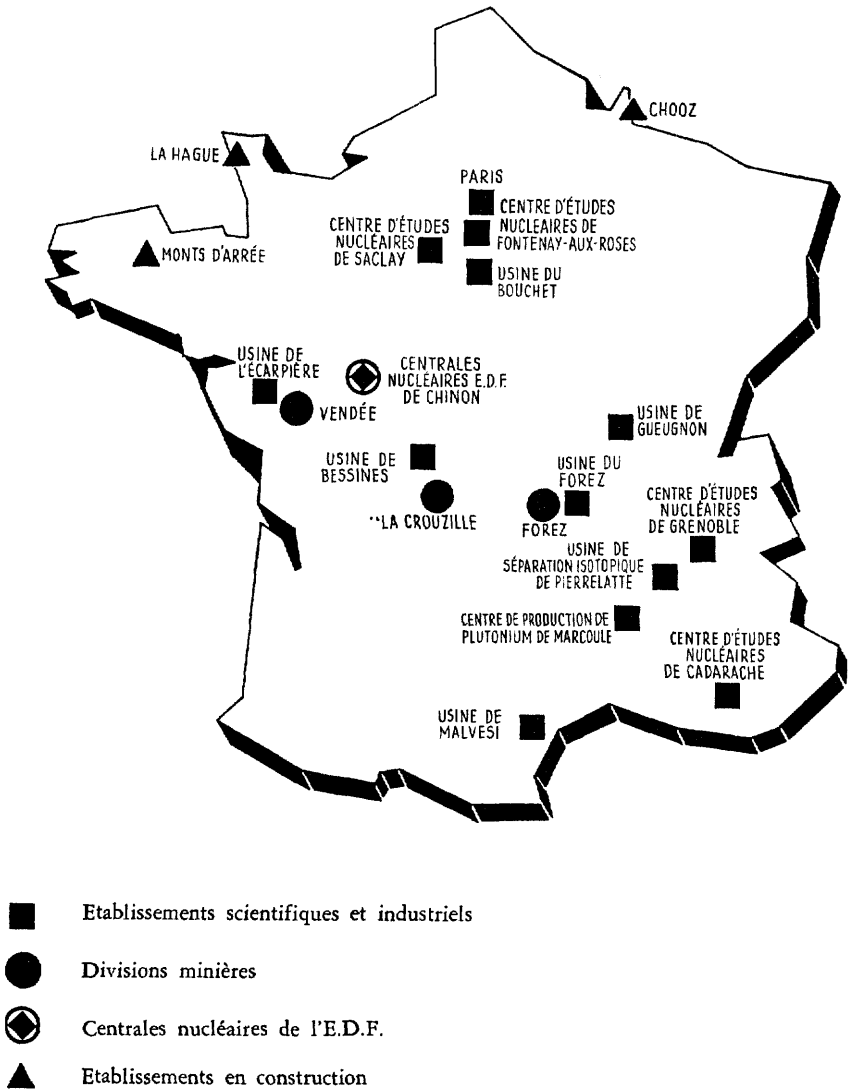 CHOOZ
LA HAGUE
PARIS
CENTRE D'ÉTUDES
NUCLEAIRES DE
FONTENAY-AUX-ROSES
CENTRE D'ÉTUDES
NUCLÉAIRES
DE SACLAY
MONTS D'ARRÉE
USINE DU
BOUCHET
USINE DE
L'ÉCARPIÈRE
CENTRALES
NUCLÉAIRES E.D.F.
DE CHINON
VENDÉE
USINE DE
GUEUGNON
USINE DE
BESSINES
USINE DU
FOREZ
CENTRE D'ÉTUDES
NUCLÉAIRES
DE GRENOBLE
LA CROUZILLE
FOREZ
USINE DE
SÉPARATION ISOTOPIQUE
DE PIERRELATTE
CENTRE DE PRODUCTION DE
PLUTONIUM DE MARCOULE
CENTRE D'ÉTUDES
NUCLÉAIRES
DE CADARACHE
USINE DE
MALVESI
Etablissements scientifiques et industriels
Divisions minières
Centrales nucléaires de l'E.D.F.
Etablissements en construction